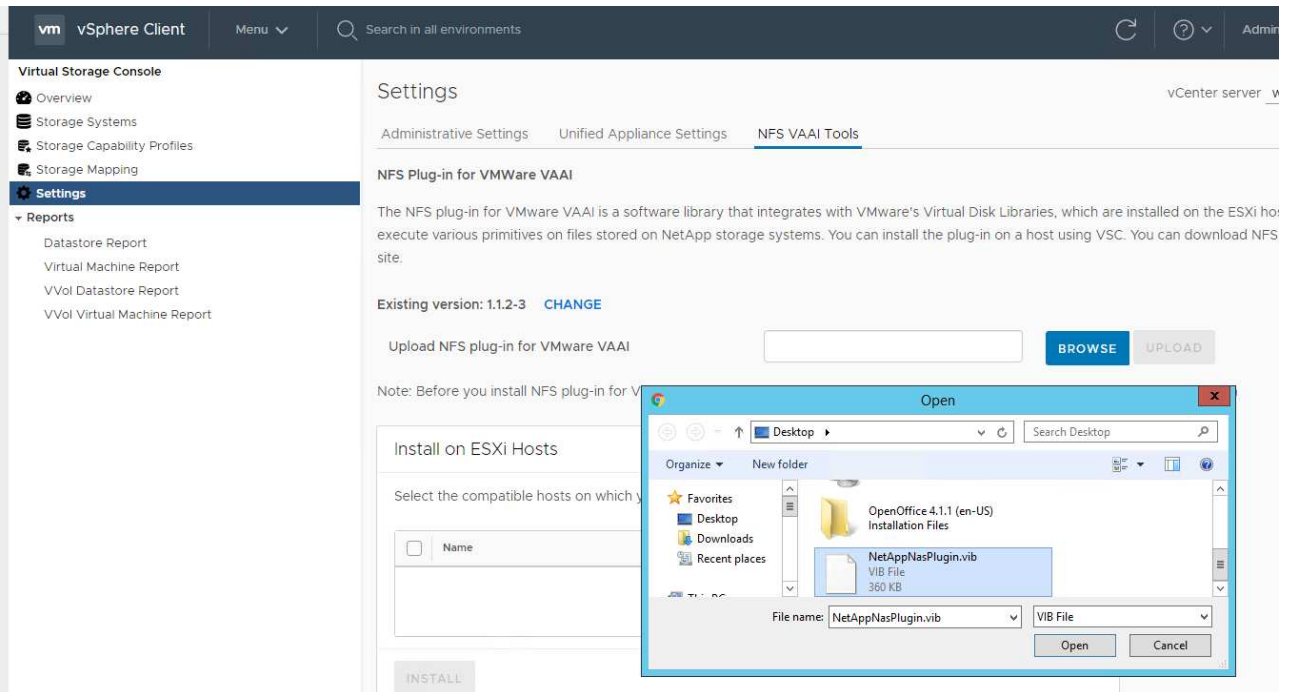 vm vSphere Client Menu Search in all environments Admin
Virtual Storage Console
Overview
Storage Systems
Storage Capability Profiles
Storage Mapping
Settings
Reports
Datastore Report
Virtual Machine Report
VVol Datastore Report
VVol Virtual Machine Report
Settings
vCenter server
Administrative Settings Unified Appliance Settings NFS VAAI Tools
NFS Plug-in for VMWare VAAI
The NFS plug-in for VMware VAAI is a software library that integrates with VMware's Virtual Disk Libraries, which are installed on the ESXi hos
execute various primitives on files stored on NetApp storage systems. You can install the plug-in on a host using VSC. You can download NFS
site.
Existing version: 1.1.2-3 CHANGE
Upload NFS plug-in for VMware VAAI BROWSE UPLOAD
Note: Before you install NFS plug-in for V
Install on ESXi Hosts
Select the compatible hosts on which y
Name
INSTALL
Open
x
Desktop
Search Desktop
Organize New folder
Favorites
Desktop
Downloads
Recent places
OpenOffice 4.1.1 (en-US)
Installation Files
NetAppNasPlugin.vib
VIB File
360 KB
File name: NetAppNasPlugin.vib VIB File
Open Cancel